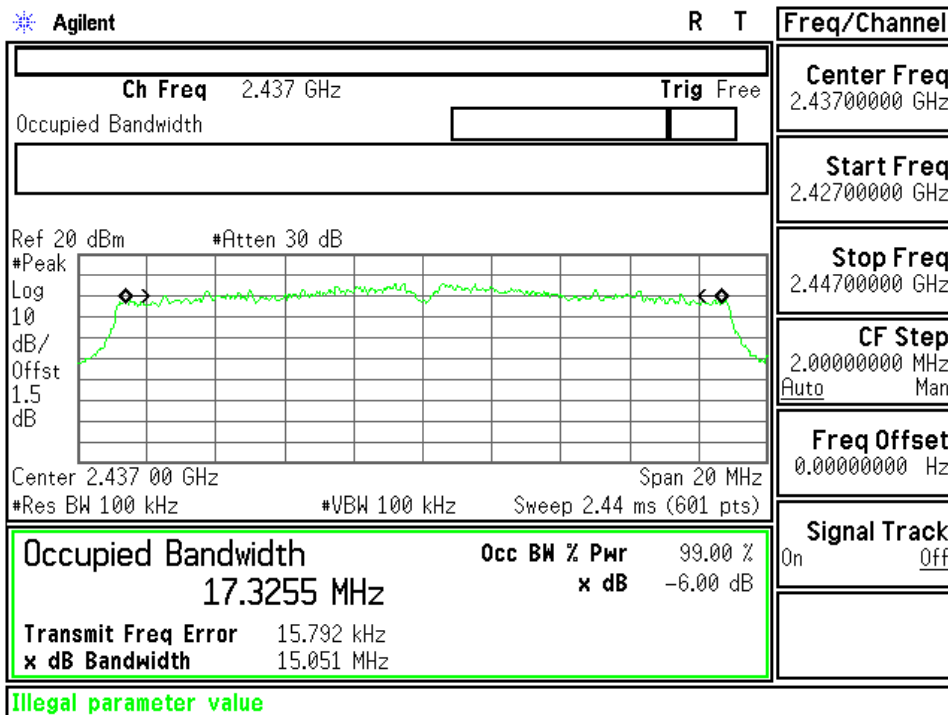 Agilent R T
Ch Freq 2.437 GHz Trig Free
Occupied Bandwidth
Ref 20 dBm #Atten 30 dB
#Peak
Log
10
dB/
Offst
1.5
dB
Center 2.437 00 GHz Span 20 MHz
#Res BW 100 kHz #VBW 100 kHz Sweep 2.44 ms (601 pts)
Occupied Bandwidth Occ BW % Pwr 99.00 %
17.3255 MHz x dB -6.00 dB
Transmit Freq Error 15.792 kHz
x dB Bandwidth 15.051 MHz
Illegal parameter value
Freq/Channel
Center Freq
2.43700000 GHz
Start Freq
2.42700000 GHz
Stop Freq
2.44700000 GHz
CF Step
2.00000000 MHz
Auto Man
Freq Offset
0.00000000 Hz
Signal Track
On Off